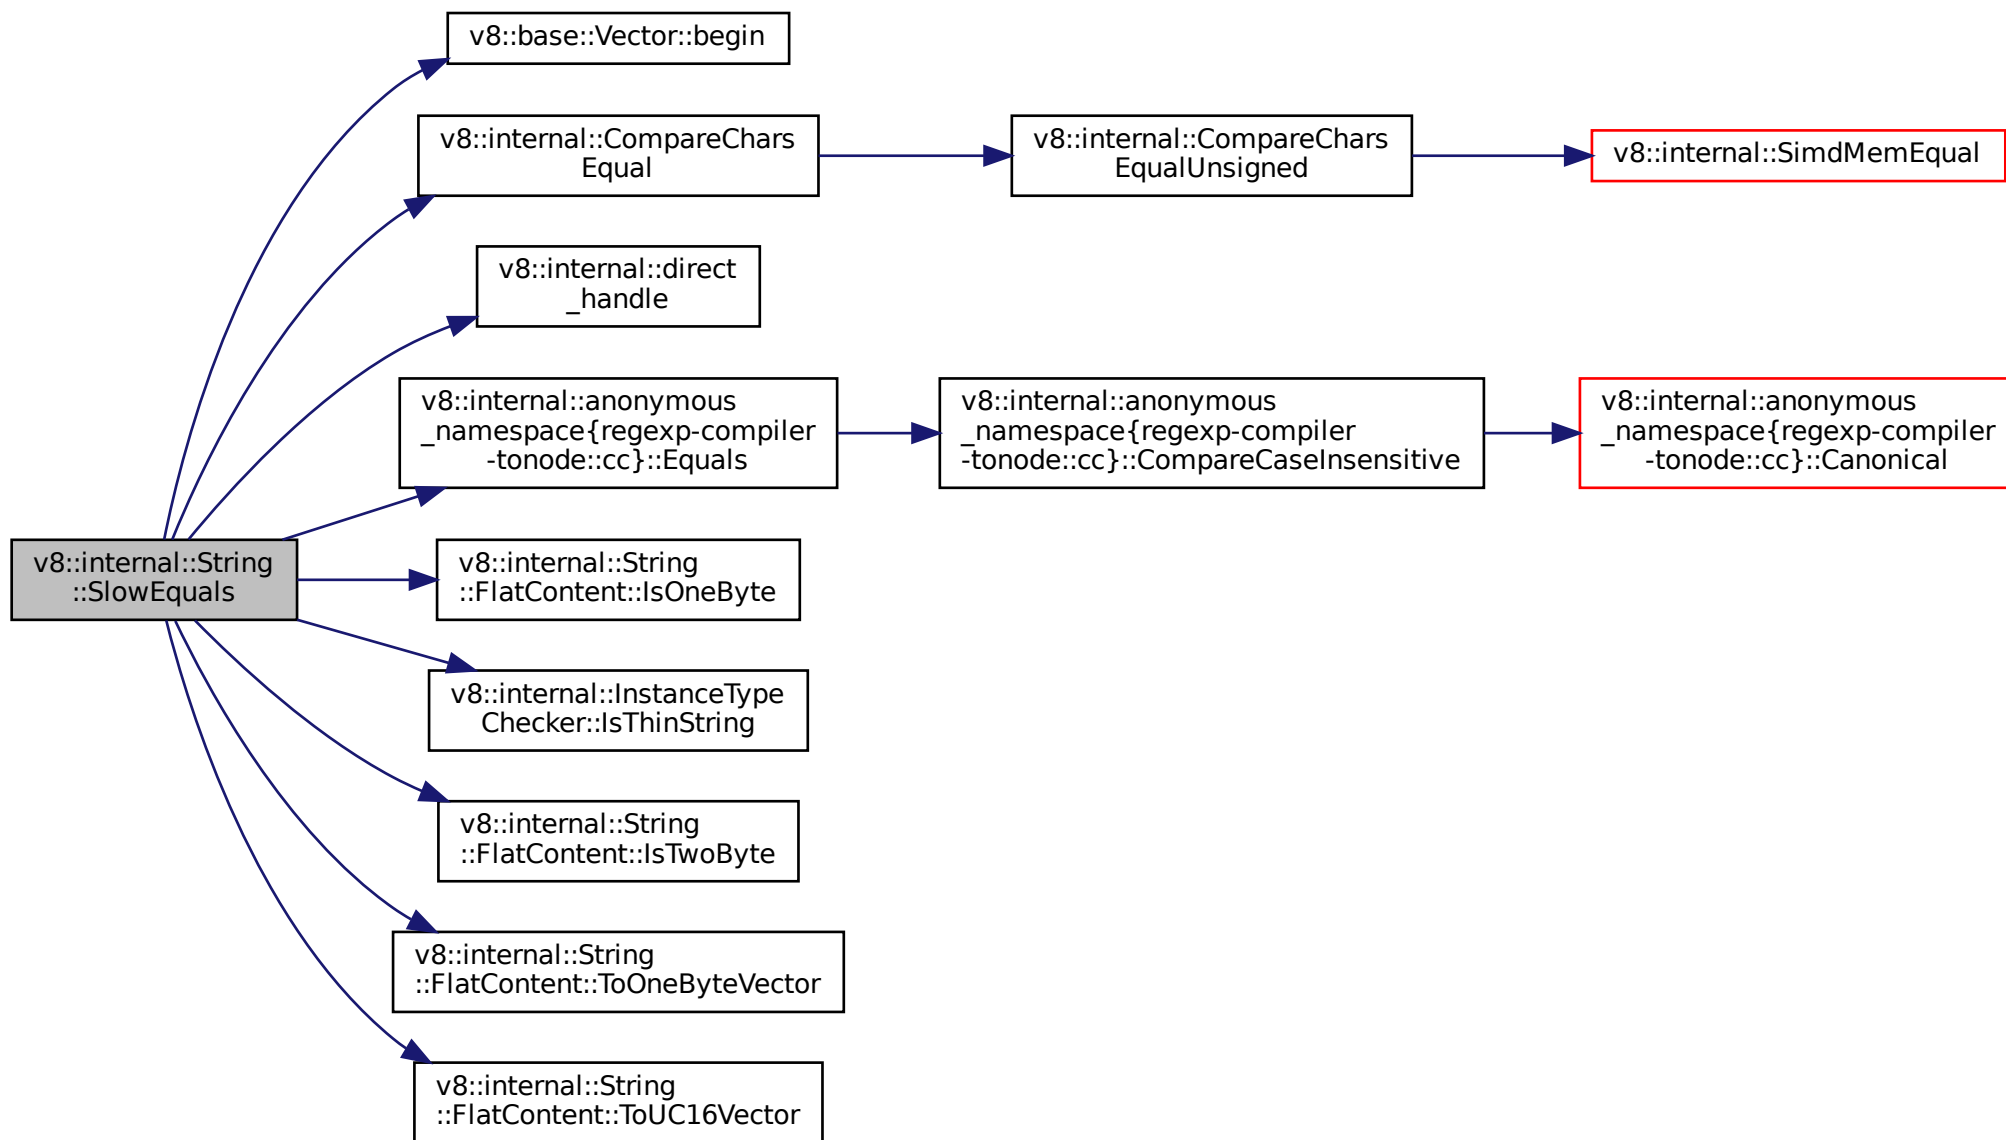 v8::base::Vector::begin
v8::internal::CompareChars
Equal
v8::internal::CompareChars
EqualUnsigned
v8::internal::SimdMemEqual
v8::internal::direct
_handle
v8::internal::anonymous
_namespace{regexp-compiler
-tonode::cc}::Equals
v8::internal::anonymous
_namespace{regexp-compiler
-tonode::cc}::CompareCaseInsensitive
v8::internal::anonymous
_namespace{regexp-compiler
-tonode::cc}::Canonical
v8::internal::String
::SlowEquals
v8::internal::String
::FlatContent::IsOneByte
v8::internal::InstanceType
Checker::IsThinString
v8::internal::String
::FlatContent::IsTwoByte
v8::internal::String
::FlatContent::ToOneByteVector
v8::internal::String
::FlatContent::ToUC16Vector